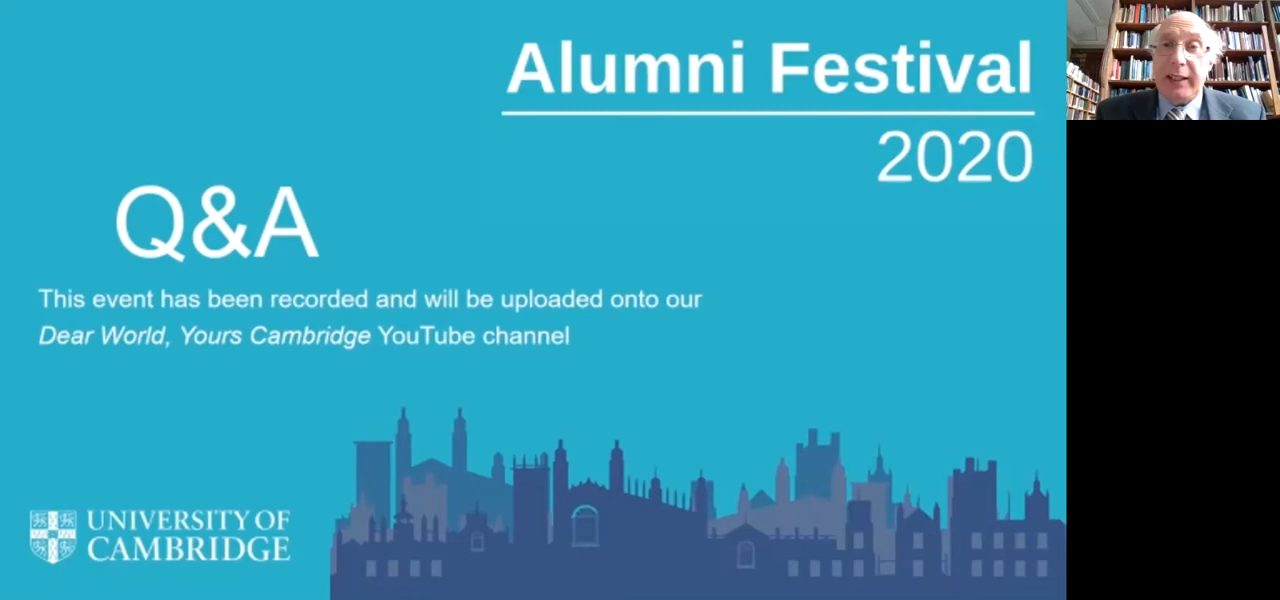 Alumni Festival
2020
Q&A
This event has been recorded and will be uploaded onto our
Dear World, Yours Cambridge YouTube channel
UNIVERSITY OF
CAMBRIDGE